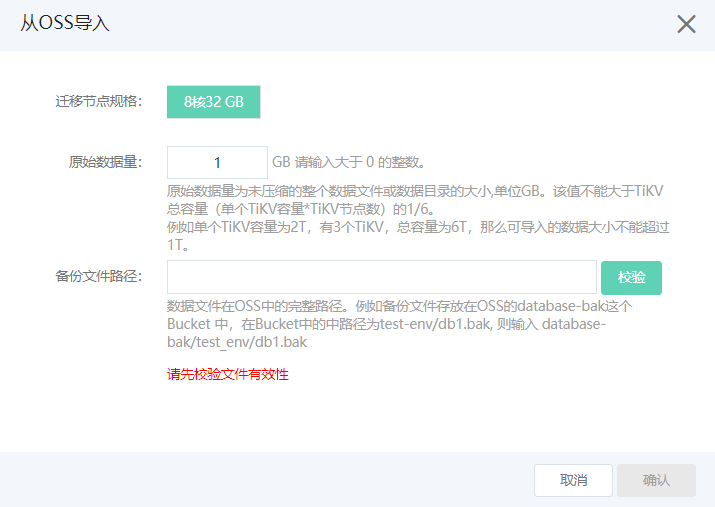 从OSS导入
迁移节点规格：
8核32 GB
原始数据量：
1
GB 请输入大于 0 的整数。
原始数据量为未压缩的整个数据文件或数据目录的大小,单位GB。该值不能大于TiKV
总容量（单个TiKV容量*TiKV节点数）的1/6。
例如单个TiKV容量为2T，有3个TiKV，总容量为6T，那么可导入的数据大小不能超过
1T。
备份文件路径：
校验
数据文件在OSS中的完整路径。例如备份文件存放在OSS的database-bak这个
Bucket 中，在Bucket中的中路径为test-env/db1.bak, 则输入 database-
bak/test_env/db1.bak
请先校验文件有效性
取消
确认